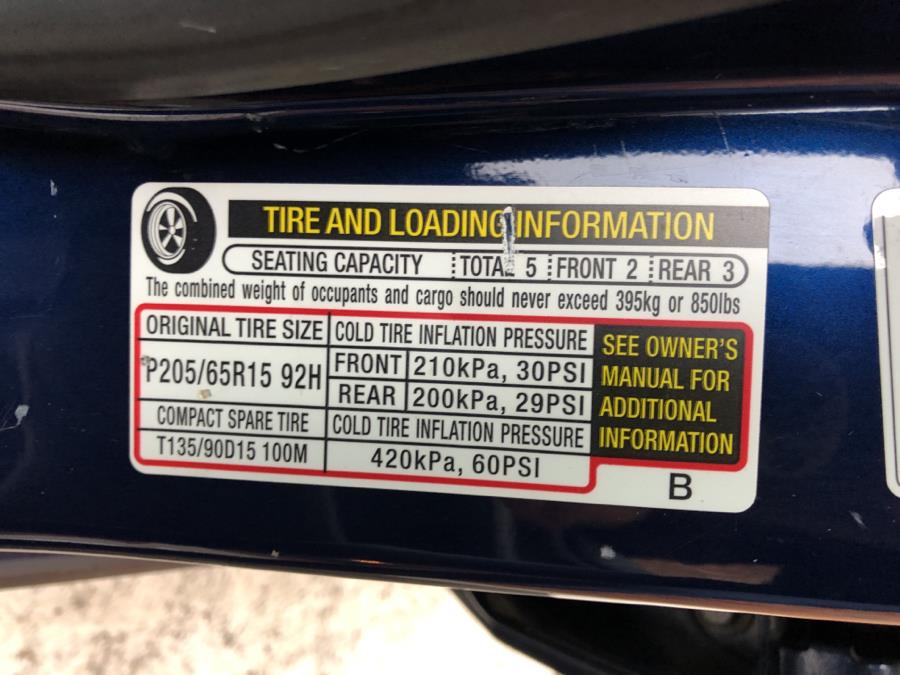 TIRE AND LOADING INFORMATION
SEATING CAPACITY TOTAL 5 FRONT 2 REAR 3
The combined weight of occupants and cargo should never exceed 395kg or 850lbs
ORIGINAL TIRE SIZE
P205/65R15 92H
COMPACT SPARE TIRE
T135/90D15 100M
COLD TIRE INFLATION PRESSURE
FRONT 210kPa, 30PSI
REAR 200kPa, 29PSI
COLD TIRE INFLATION PRESSURE
420kPa, 60PSI
SEE OWNER'S
MANUAL FOR
ADDITIONAL
INFORMATION
B